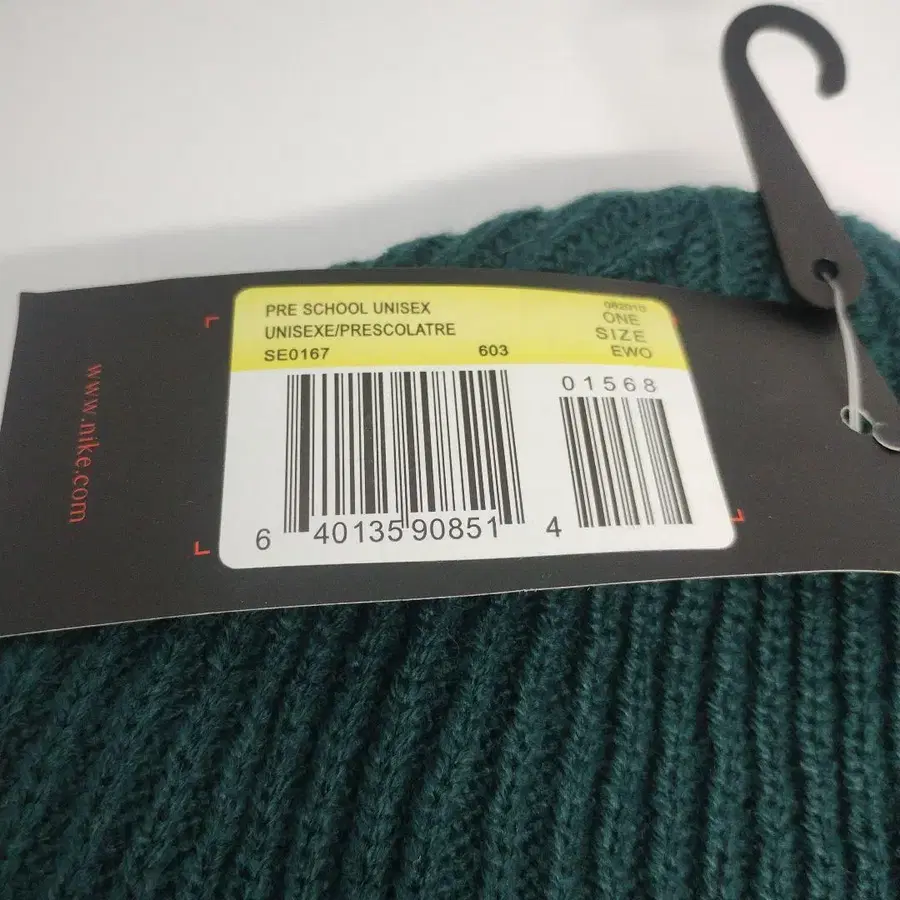 www.nike.com
PRE SCHOOL UNISEX
UNISEXE/PRESCOLATRE
SE0167 603
ONE
SIZE
EWO
01568
6 40135 90851 4